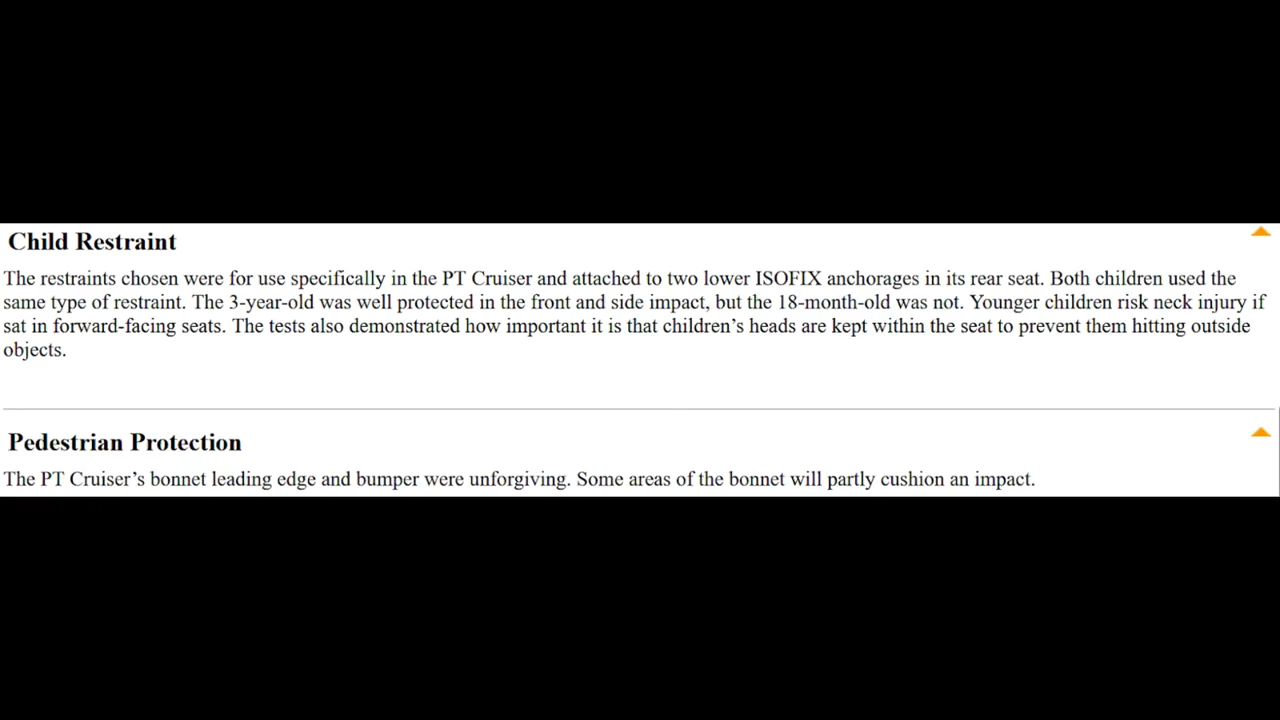 Child Restraint
The restraints chosen were for use specifically in the PT Cruiser and attached to two lower ISOFIX anchorages in its rear seat. Both children used the
same type of restraint. The 3-year-old was well protected in the front and side impact, but the 18-month-old was not. Younger children risk neck injury if
sat in forward-facing seats. The tests also demonstrated how important it is that children’s heads are kept within the seat to prevent them hitting outside
objects.
Pedestrian Protection
The PT Cruiser’s bonnet leading edge and bumper were unforgiving. Some areas of the bonnet will partly cushion an impact.